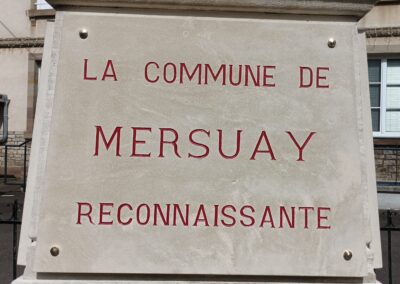 LA COMMUNE DE
MERSUAY
RECONNAISSANTE